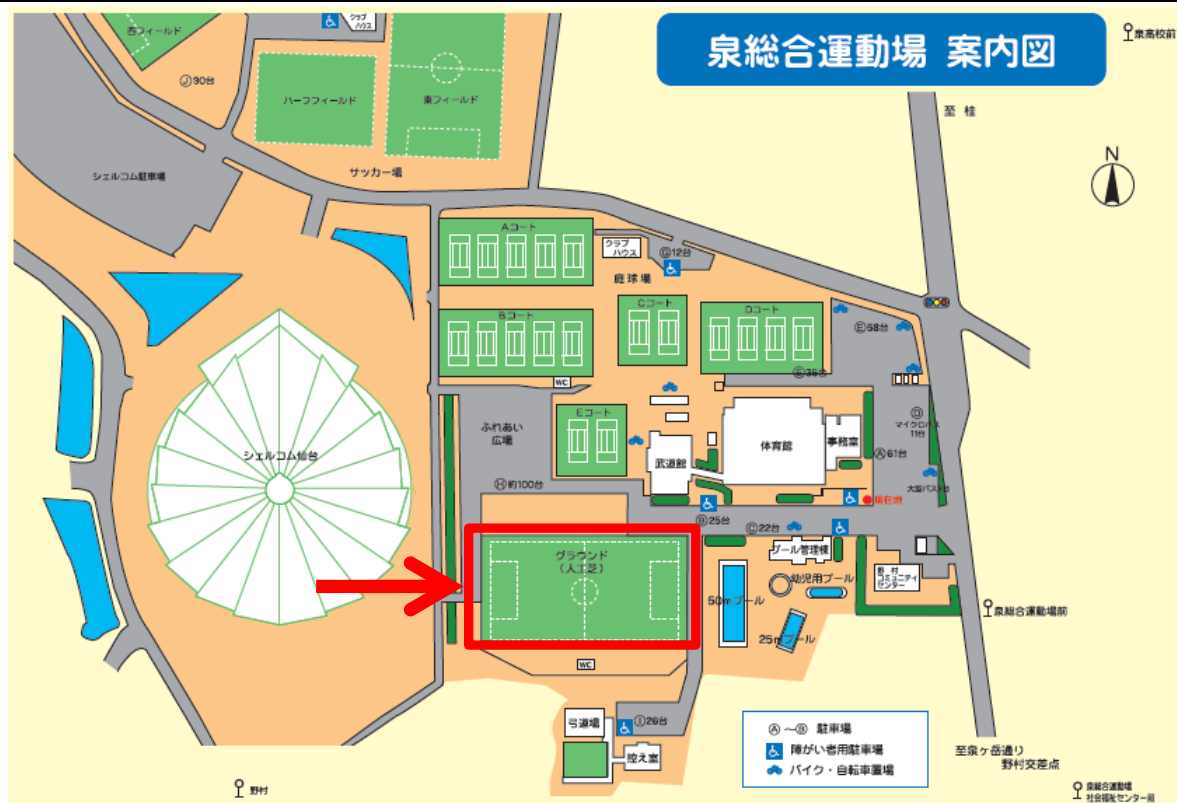 西フィールド
クラブ
ハウス
泉総合運動場 案内図
泉高校前
Ⓙ90台
ハーフフィールド
東フィールド
至 桂
N
シェルコム駐車場
サッカー場
Aコート
クラブ
ハウス
Ⓖ12台
庭球場
Cコート
Dコート
Bコート
Ⓔ68台
WC
Ⓔ35台
Eコート
ふれあい
広場
Ⓓ
マイクロバス
11台
シェルコム仙台
武道館
体育館
事務室
Ⓐ61台
Ⓗ約100台
現在地
Ⓑ25台
Ⓒ22台
グラウンド
(人工芝)
プール管理棟
幼児用プール
野村
コミュニティ
センター
50mプール
泉総合運動場前
25mプール
WC
弓道場
Ⓘ26台
控え室
駐車場
障がい者用駐車場
バイク・自転車置場
至泉ヶ岳通り
野村交差点
野村
泉総合運動場
社会福祉センター前